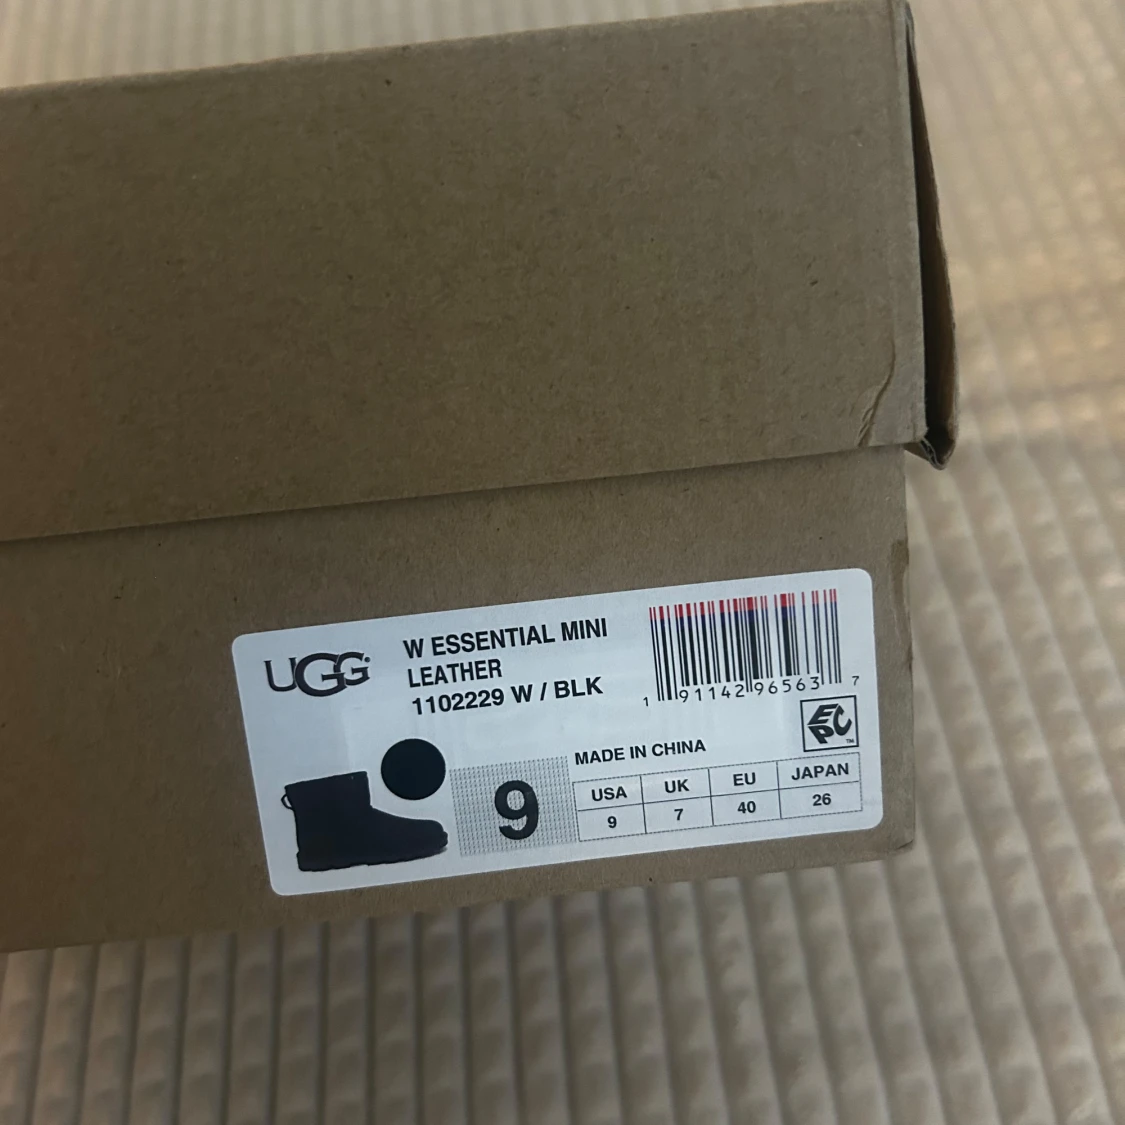 UGG
W ESSENTIAL MINI
LEATHER
1102229 W / BLK
1 91142 96563 7
EPC™
MADE IN CHINA
9
USA UK EU JAPAN
9 7 40 26